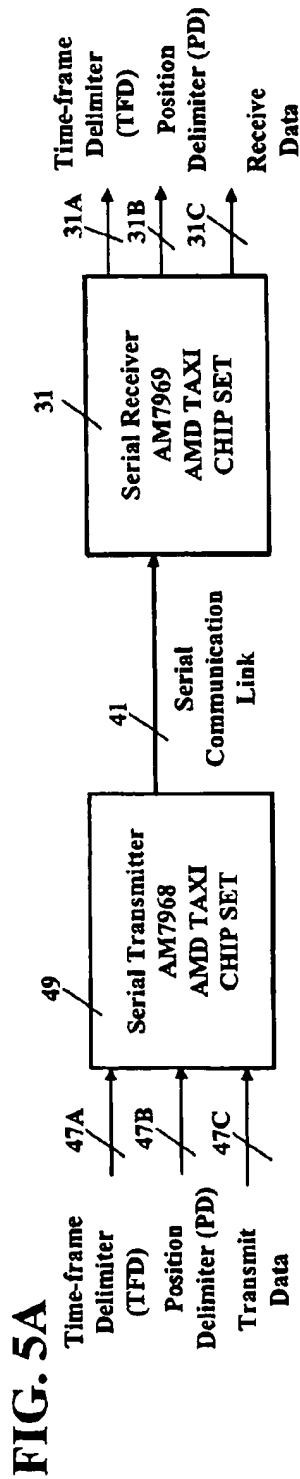 FIG. 5A
Time-frame
Delimiter
(TFD)
47A
Position
Delimiter (PD)
47B
Transmit
Data
47C
49
Serial Transmitter
AM7968
AMD TAXI
CHIP SET
41
Serial
Communication
Link
31
Serial Receiver
AM7969
AMD TAXI
CHIP SET
31A
Time-frame
Delimiter
(TFD)
31B
Position
Delimiter (PD)
31C
Receive
Data